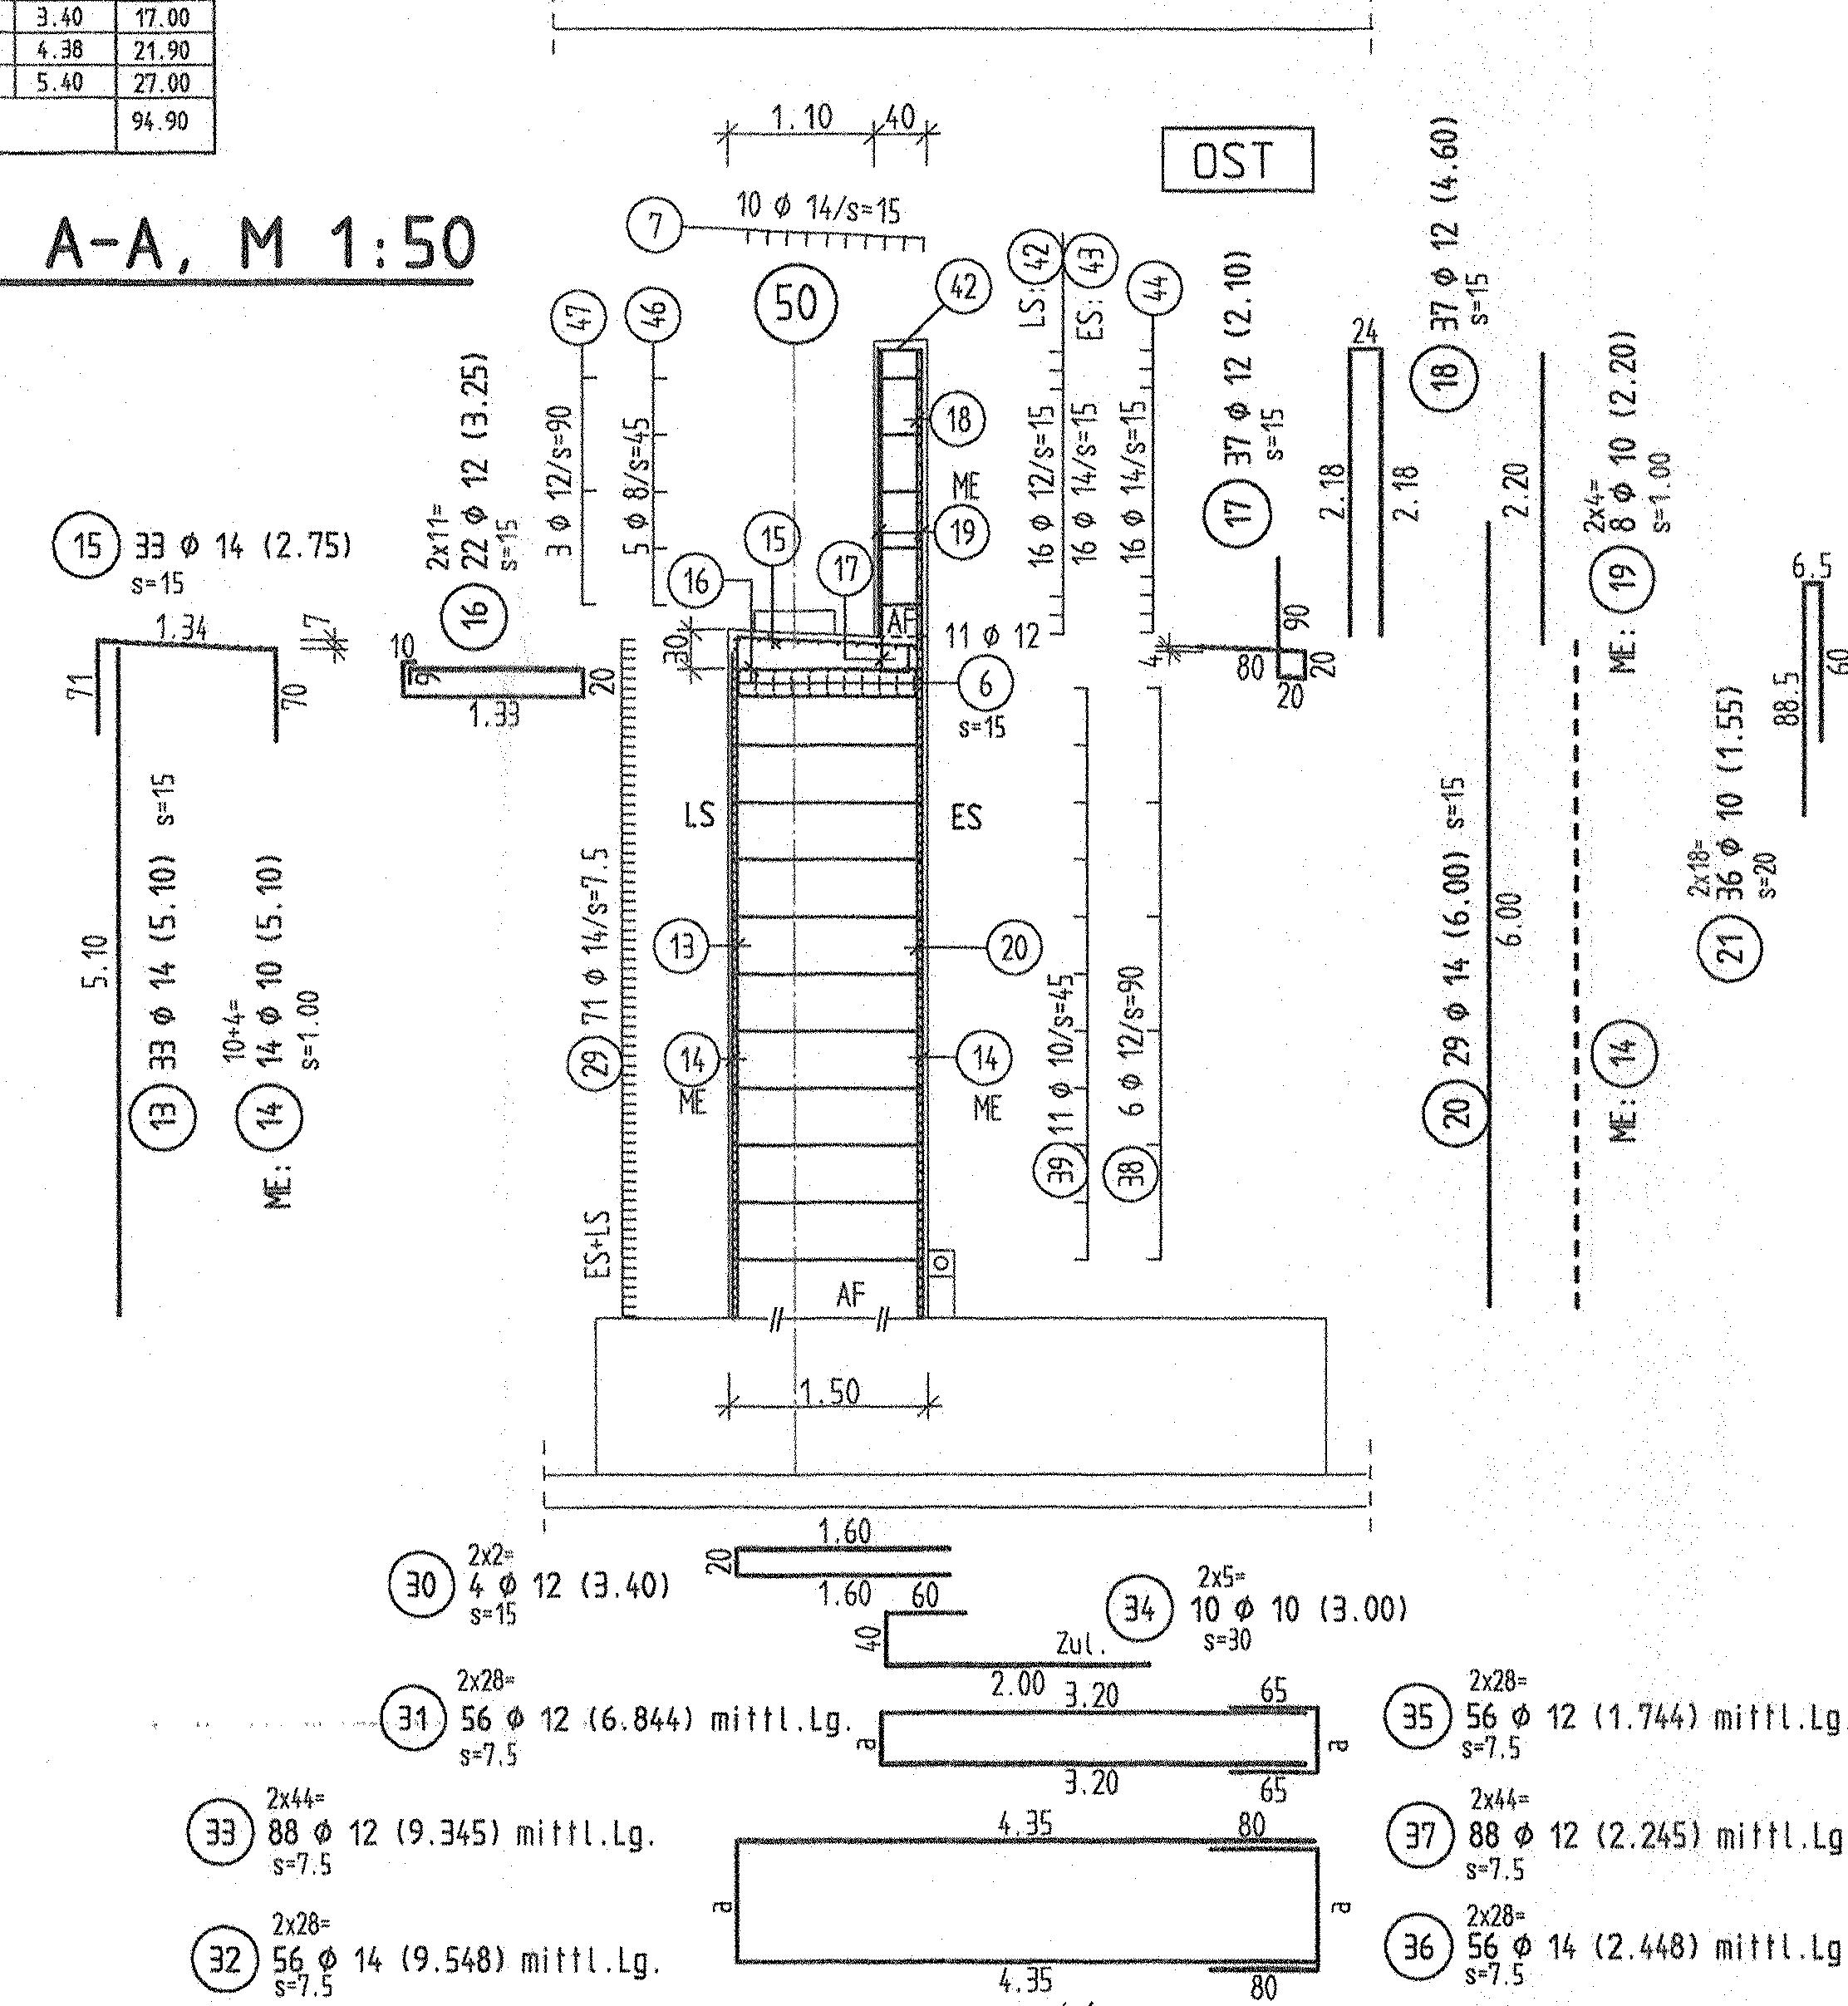 3.40 17.00
4.38 21.90
5.40 27.00
94.90
A-A, M 1:50
1.10 40
OST
7 10 ϕ 14/s=15
50
42
LS: 42
ES: 43
44
47
46
3 ϕ 12/s=90
5 ϕ 8/s=45
16 ϕ 12/s=15
16 ϕ 14/s=15
16 ϕ 14/s=15
17 37 ϕ 12 (2.10)
s=15
24
2.18
2.18
18 37 ϕ 12 (4.60)
s=15
2.20
2x4=
ME: 19 8 ϕ 10 (2.20)
s=1.00
15 33 ϕ 14 (2.75)
s=15
1.34
7
71
70
2x11=
16 22 ϕ 12 (3.25)
s=15
10
9
20
1.33
18
ME
19
15
16
17
AF
11 ϕ 12
30
6
s=15
4
90
80
20
20
6.5
88.5
60
2x18=
21 36 ϕ 10 (1.55)
s=20
LS
ES
5.10
13 33 ϕ 14 (5.10) s=15
10+4=
ME: 14 14 ϕ 10 (5.10)
s=1.00
29 71 ϕ 14/s=7.5
ES+LS
13
20
14
ME
14
ME
39 11 ϕ 10/s=45
38 6 ϕ 12/s=90
20 29 ϕ 14 (6.00) s=15
6.00
ME: 14
AF
1.50
2x2=
30 4 ϕ 12 (3.40)
s=15
1.60
20
1.60
60
40
Zul.
2.00
2x5=
34 10 ϕ 10 (3.00)
s=30
2x28=
31 56 ϕ 12 (6.844) mittl.Lg.
s=7.5
3.20
65
a
a
3.20
65
2x28=
35 56 ϕ 12 (1.744) mittl.Lg
s=7.5
2x44=
33 88 ϕ 12 (9.345) mittl.Lg.
s=7.5
4.35
80
2x44=
37 88 ϕ 12 (2.245) mittl.Lg
s=7.5
a
a
2x28=
32 56 ϕ 14 (9.548) mittl.Lg.
s=7.5
4.35
80
2x28=
36 56 ϕ 14 (2.448) mittl.Lg
s=7.5